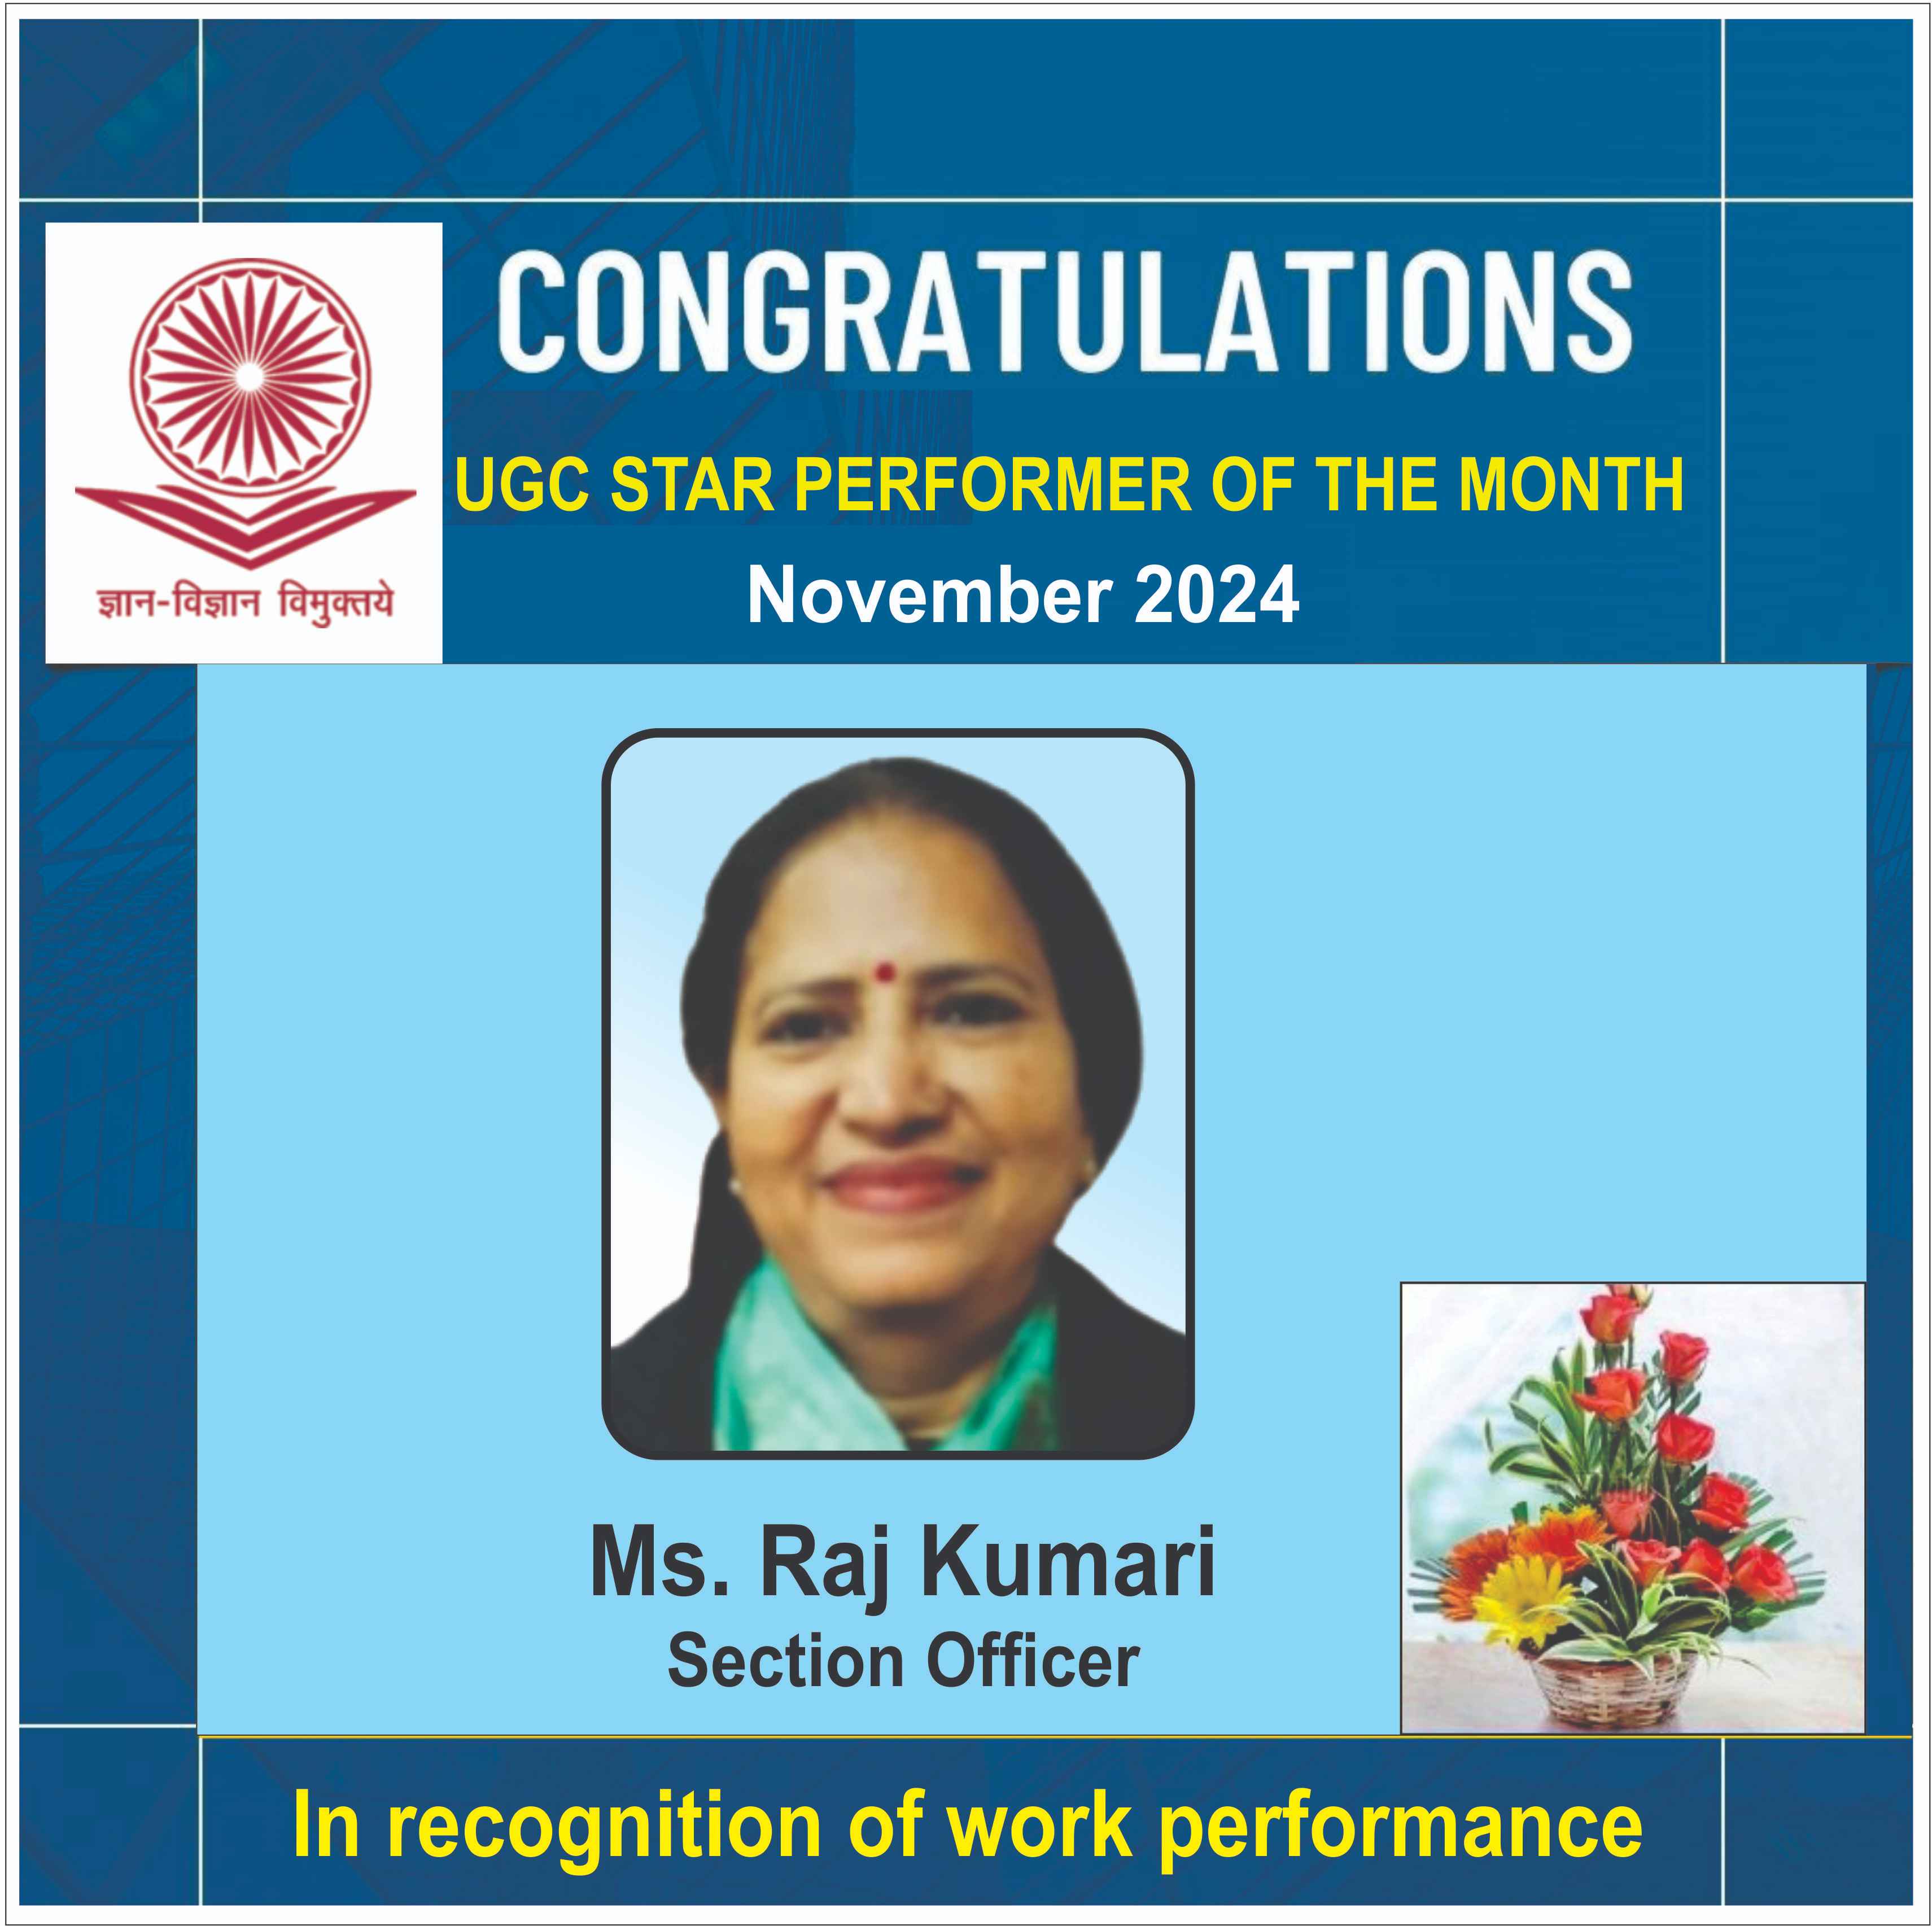 CONGRATULATIONS
UGC STAR PERFORMER OF THE MONTH
November 2024
ज्ञान-विज्ञान विमुक्तये
Ms. Raj Kumari
Section Officer
In recognition of work performance